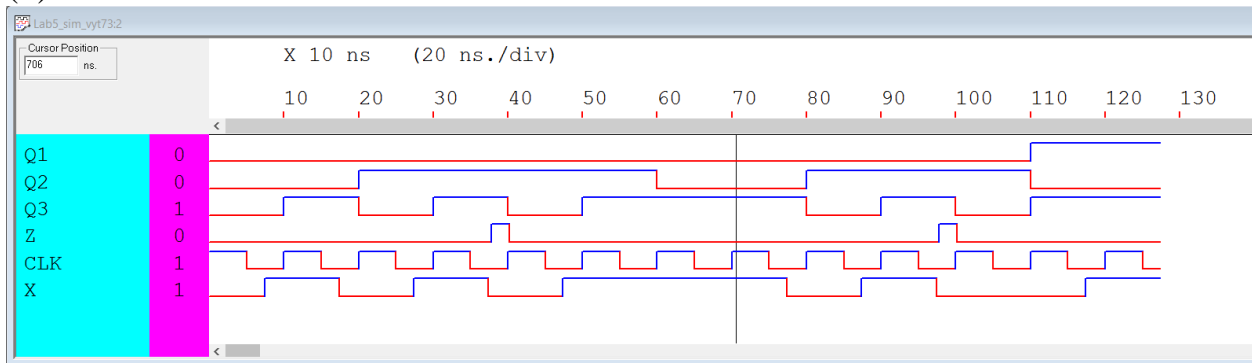 Lab5_sim_vyt73:2
Cursor Position
706 ns.
X 10 ns (20 ns./div)
10 20 30 40 50 60 70 80 90 100 110 120 130
Q1 0
Q2 0
Q3 1
Z 0
CLK 1
X 1